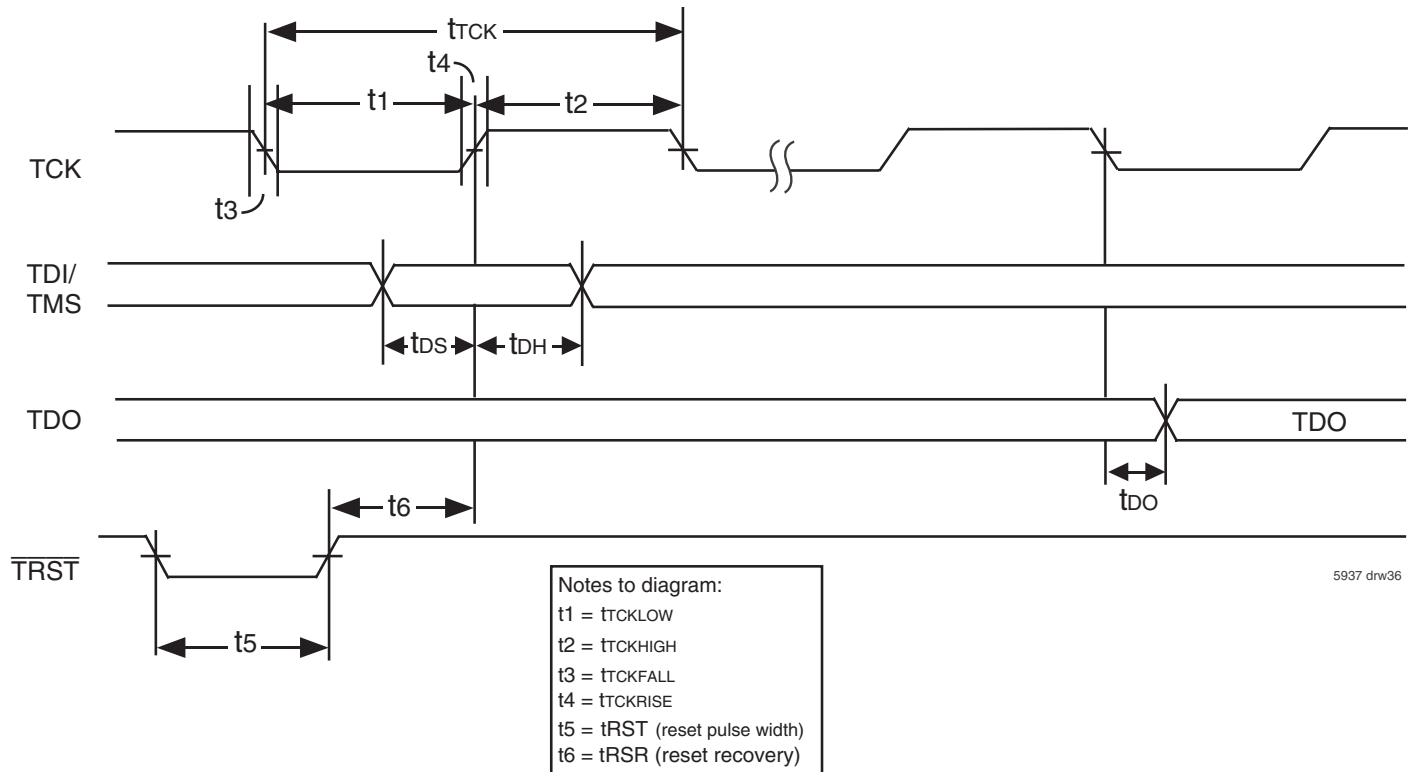 tTCK
t4
t1
t2
TCK
t3
TDI/
TMS
tDS
tDH
TDO
TDO
tDO
t6
TRST
5937 drw36
t5
Notes to diagram:
t1 = tTCKLOW
t2 = tTCKHIGH
t3 = tTCKFALL
t4 = tTCKRISE
t5 = tRST (reset pulse width)
t6 = tRSR (reset recovery)